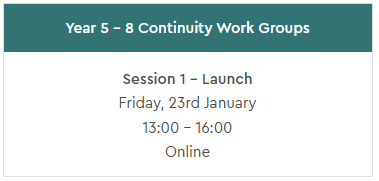 Year 5 – 8 Continuity Work Groups
Session 1 – Launch
Friday, 23rd January
13:00 – 16:00
Online